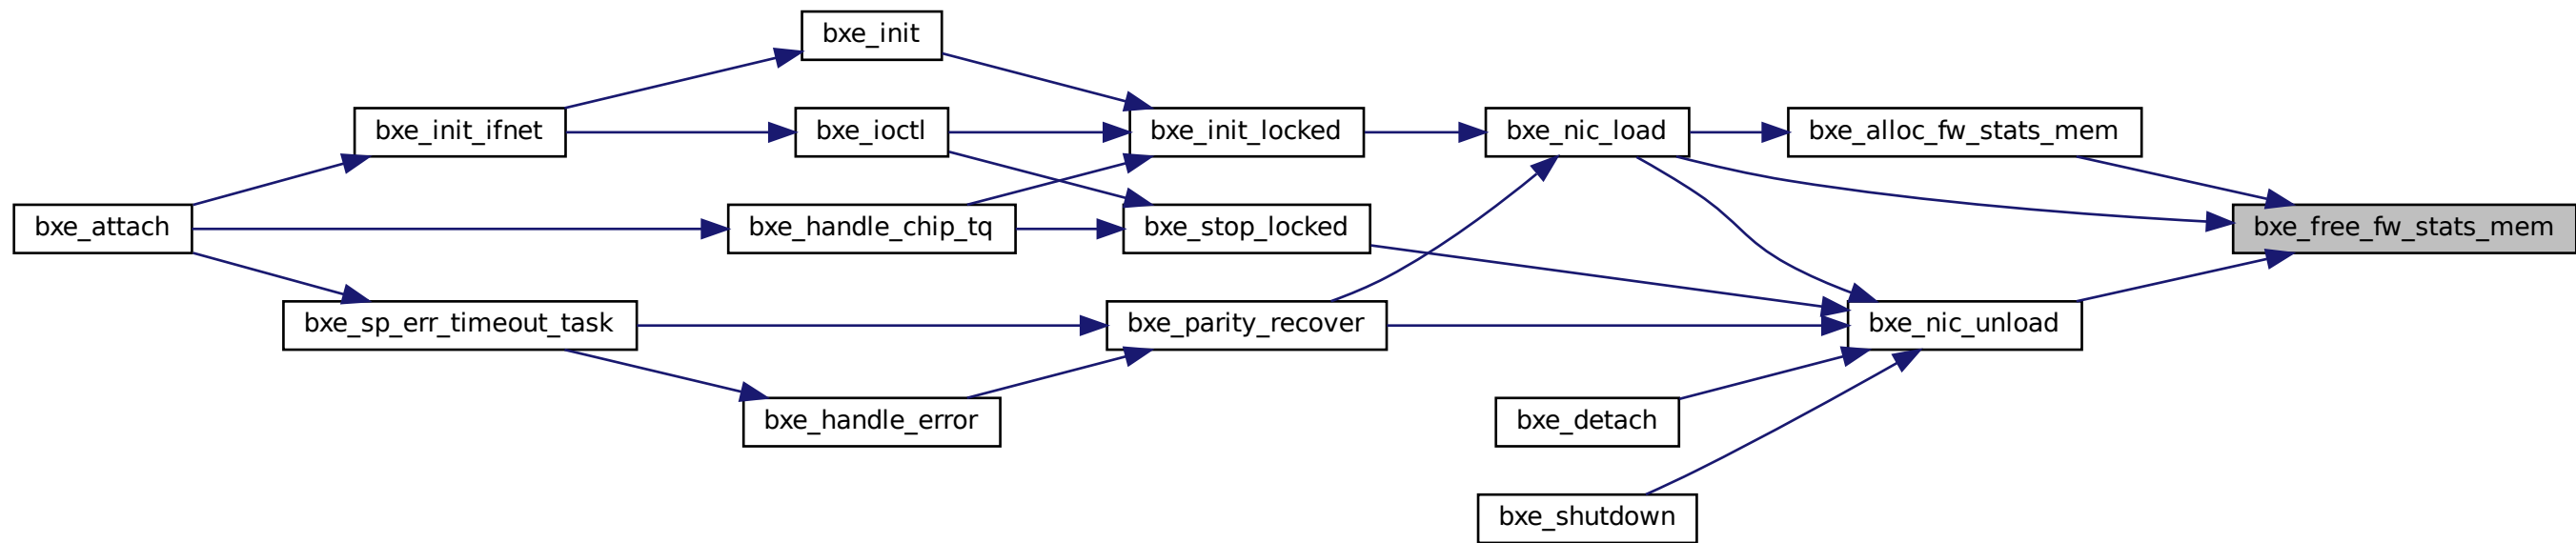 bxe_init
bxe_init_ifnet
bxe_ioctl
bxe_init_locked
bxe_nic_load
bxe_alloc_fw_stats_mem
bxe_attach
bxe_handle_chip_tq
bxe_stop_locked
bxe_free_fw_stats_mem
bxe_sp_err_timeout_task
bxe_parity_recover
bxe_nic_unload
bxe_handle_error
bxe_detach
bxe_shutdown